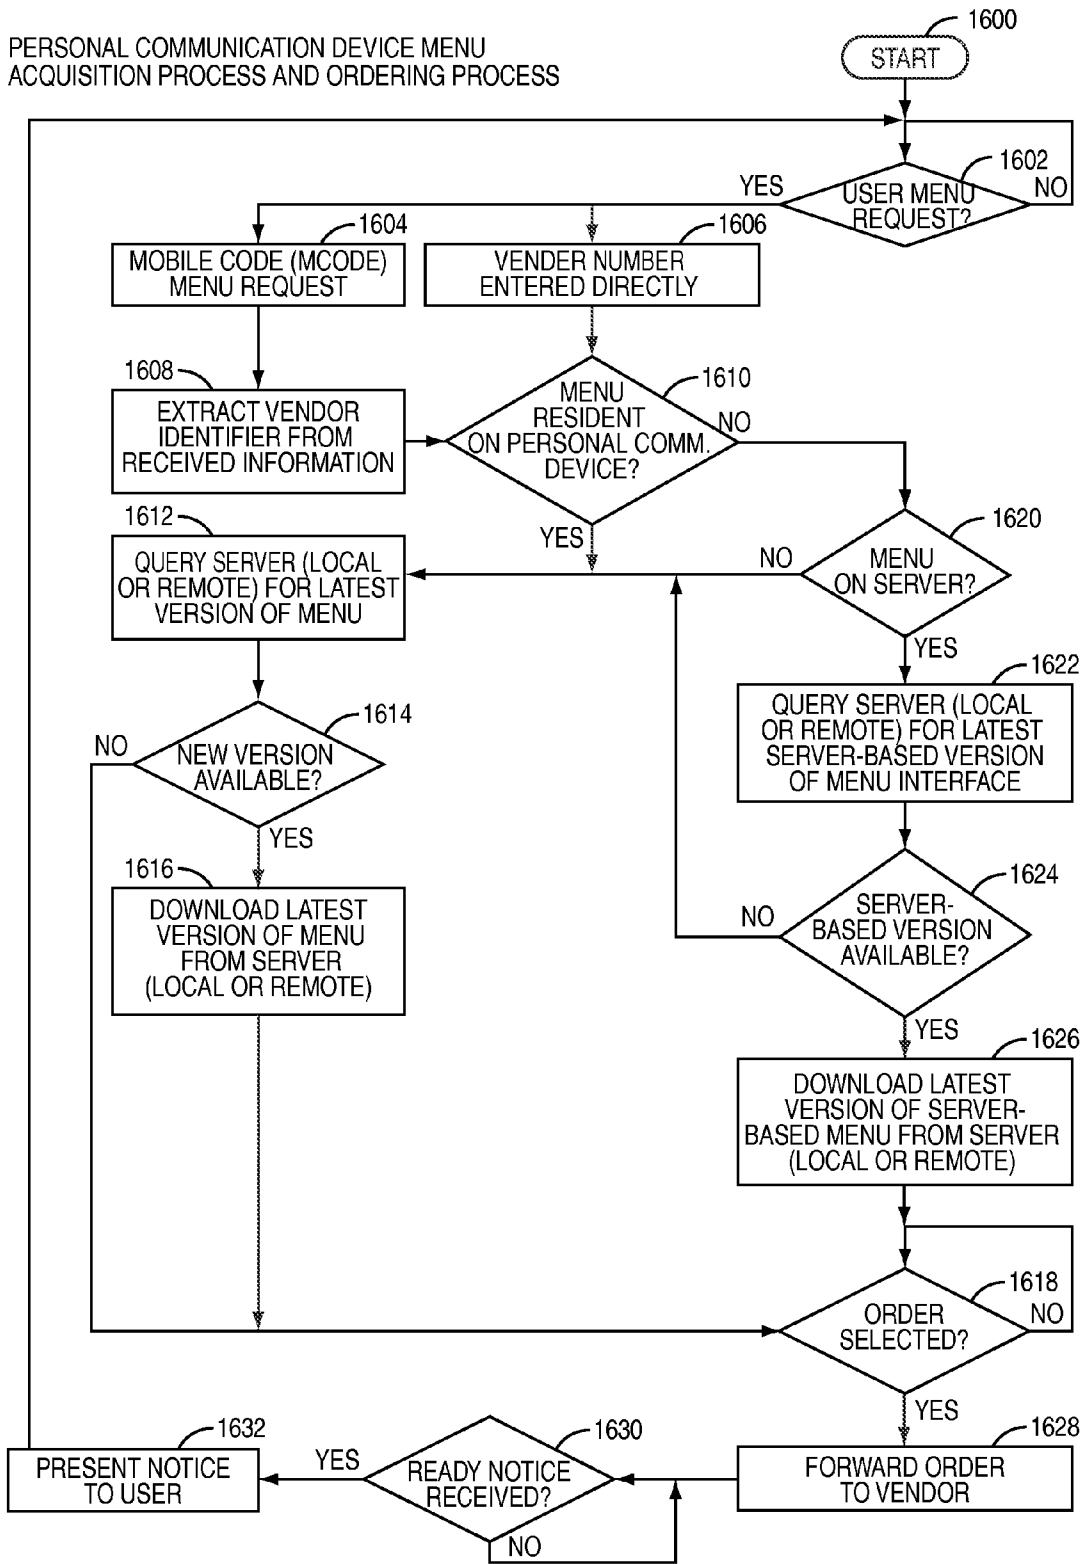 1600
PERSONAL COMMUNICATION DEVICE MENU
ACQUISITION PROCESS AND ORDERING PROCESS
START
1602
YES
USER MENU
REQUEST?
NO
1604
MOBILE CODE (MCODE)
MENU REQUEST
1606
VENDER NUMBER
ENTERED DIRECTLY
1608
EXTRACT VENDOR
IDENTIFIER FROM
RECEIVED INFORMATION
1610
MENU
RESIDENT
ON PERSONAL COMM.
DEVICE?
NO
YES
1612
QUERY SERVER (LOCAL
OR REMOTE) FOR LATEST
VERSION OF MENU
1620
NO
MENU
ON SERVER?
YES
1622
QUERY SERVER (LOCAL
OR REMOTE) FOR LATEST
SERVER-BASED VERSION
OF MENU INTERFACE
1614
NO
NEW VERSION
AVAILABLE?
YES
1616
DOWNLOAD LATEST
VERSION OF MENU
FROM SERVER
(LOCAL OR REMOTE)
1624
NO
SERVER-
BASED VERSION
AVAILABLE?
YES
1626
DOWNLOAD LATEST
VERSION OF SERVER-
BASED MENU FROM SERVER
(LOCAL OR REMOTE)
1618
ORDER
SELECTED?
NO
YES
1628
FORWARD ORDER
TO VENDOR
1630
READY NOTICE
RECEIVED?
YES
NO
1632
PRESENT NOTICE
TO USER